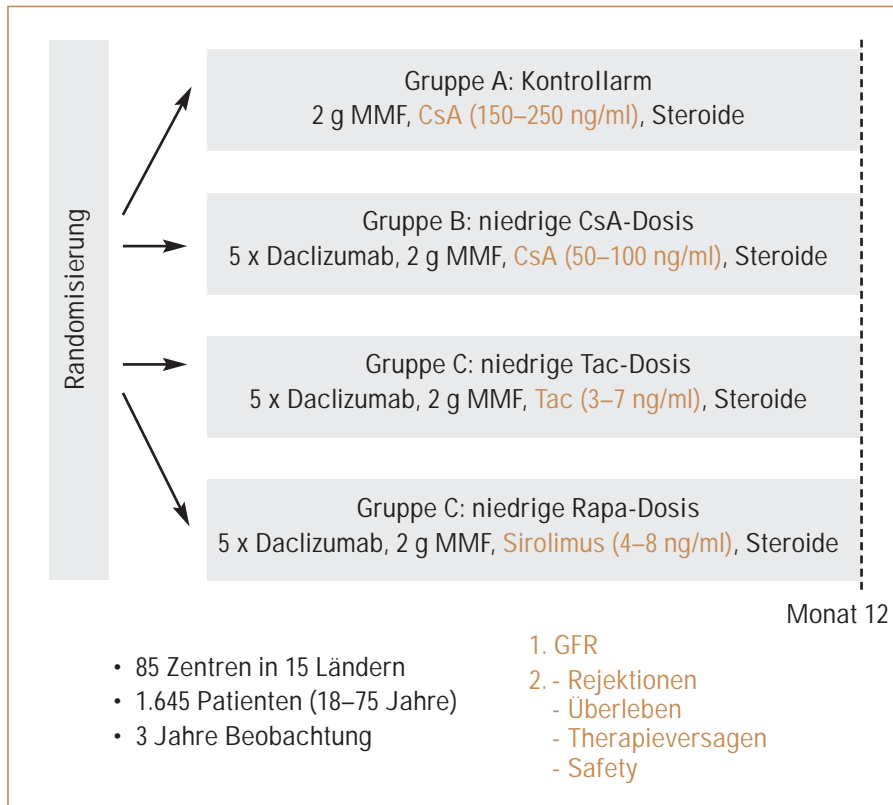 Randomisierung
Gruppe A: Kontrollarm
2 g MMF, CsA (150–250 ng/ml), Steroide
Gruppe B: niedrige CsA-Dosis
5 x Daclizumab, 2 g MMF, CsA (50–100 ng/ml), Steroide
Gruppe C: niedrige Tac-Dosis
5 x Daclizumab, 2 g MMF, Tac (3–7 ng/ml), Steroide
Gruppe C: niedrige Rapa-Dosis
5 x Daclizumab, 2 g MMF, Sirolimus (4–8 ng/ml), Steroide
Monat 12
• 85 Zentren in 15 Ländern
• 1.645 Patienten (18–75 Jahre)
• 3 Jahre Beobachtung
1. GFR
2. - Rejektionen
- Überleben
- Therapieversagen
- Safety